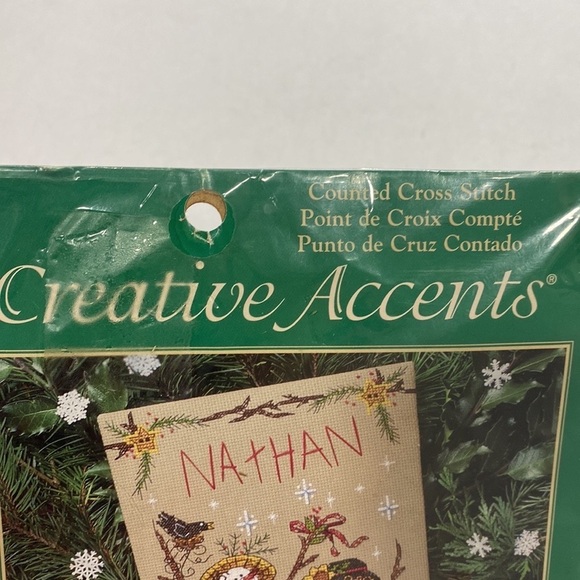 Counted Cross Stitch
Point de Croix Compté
Punto de Cruz Contado
Creative Accents®
NATHAN